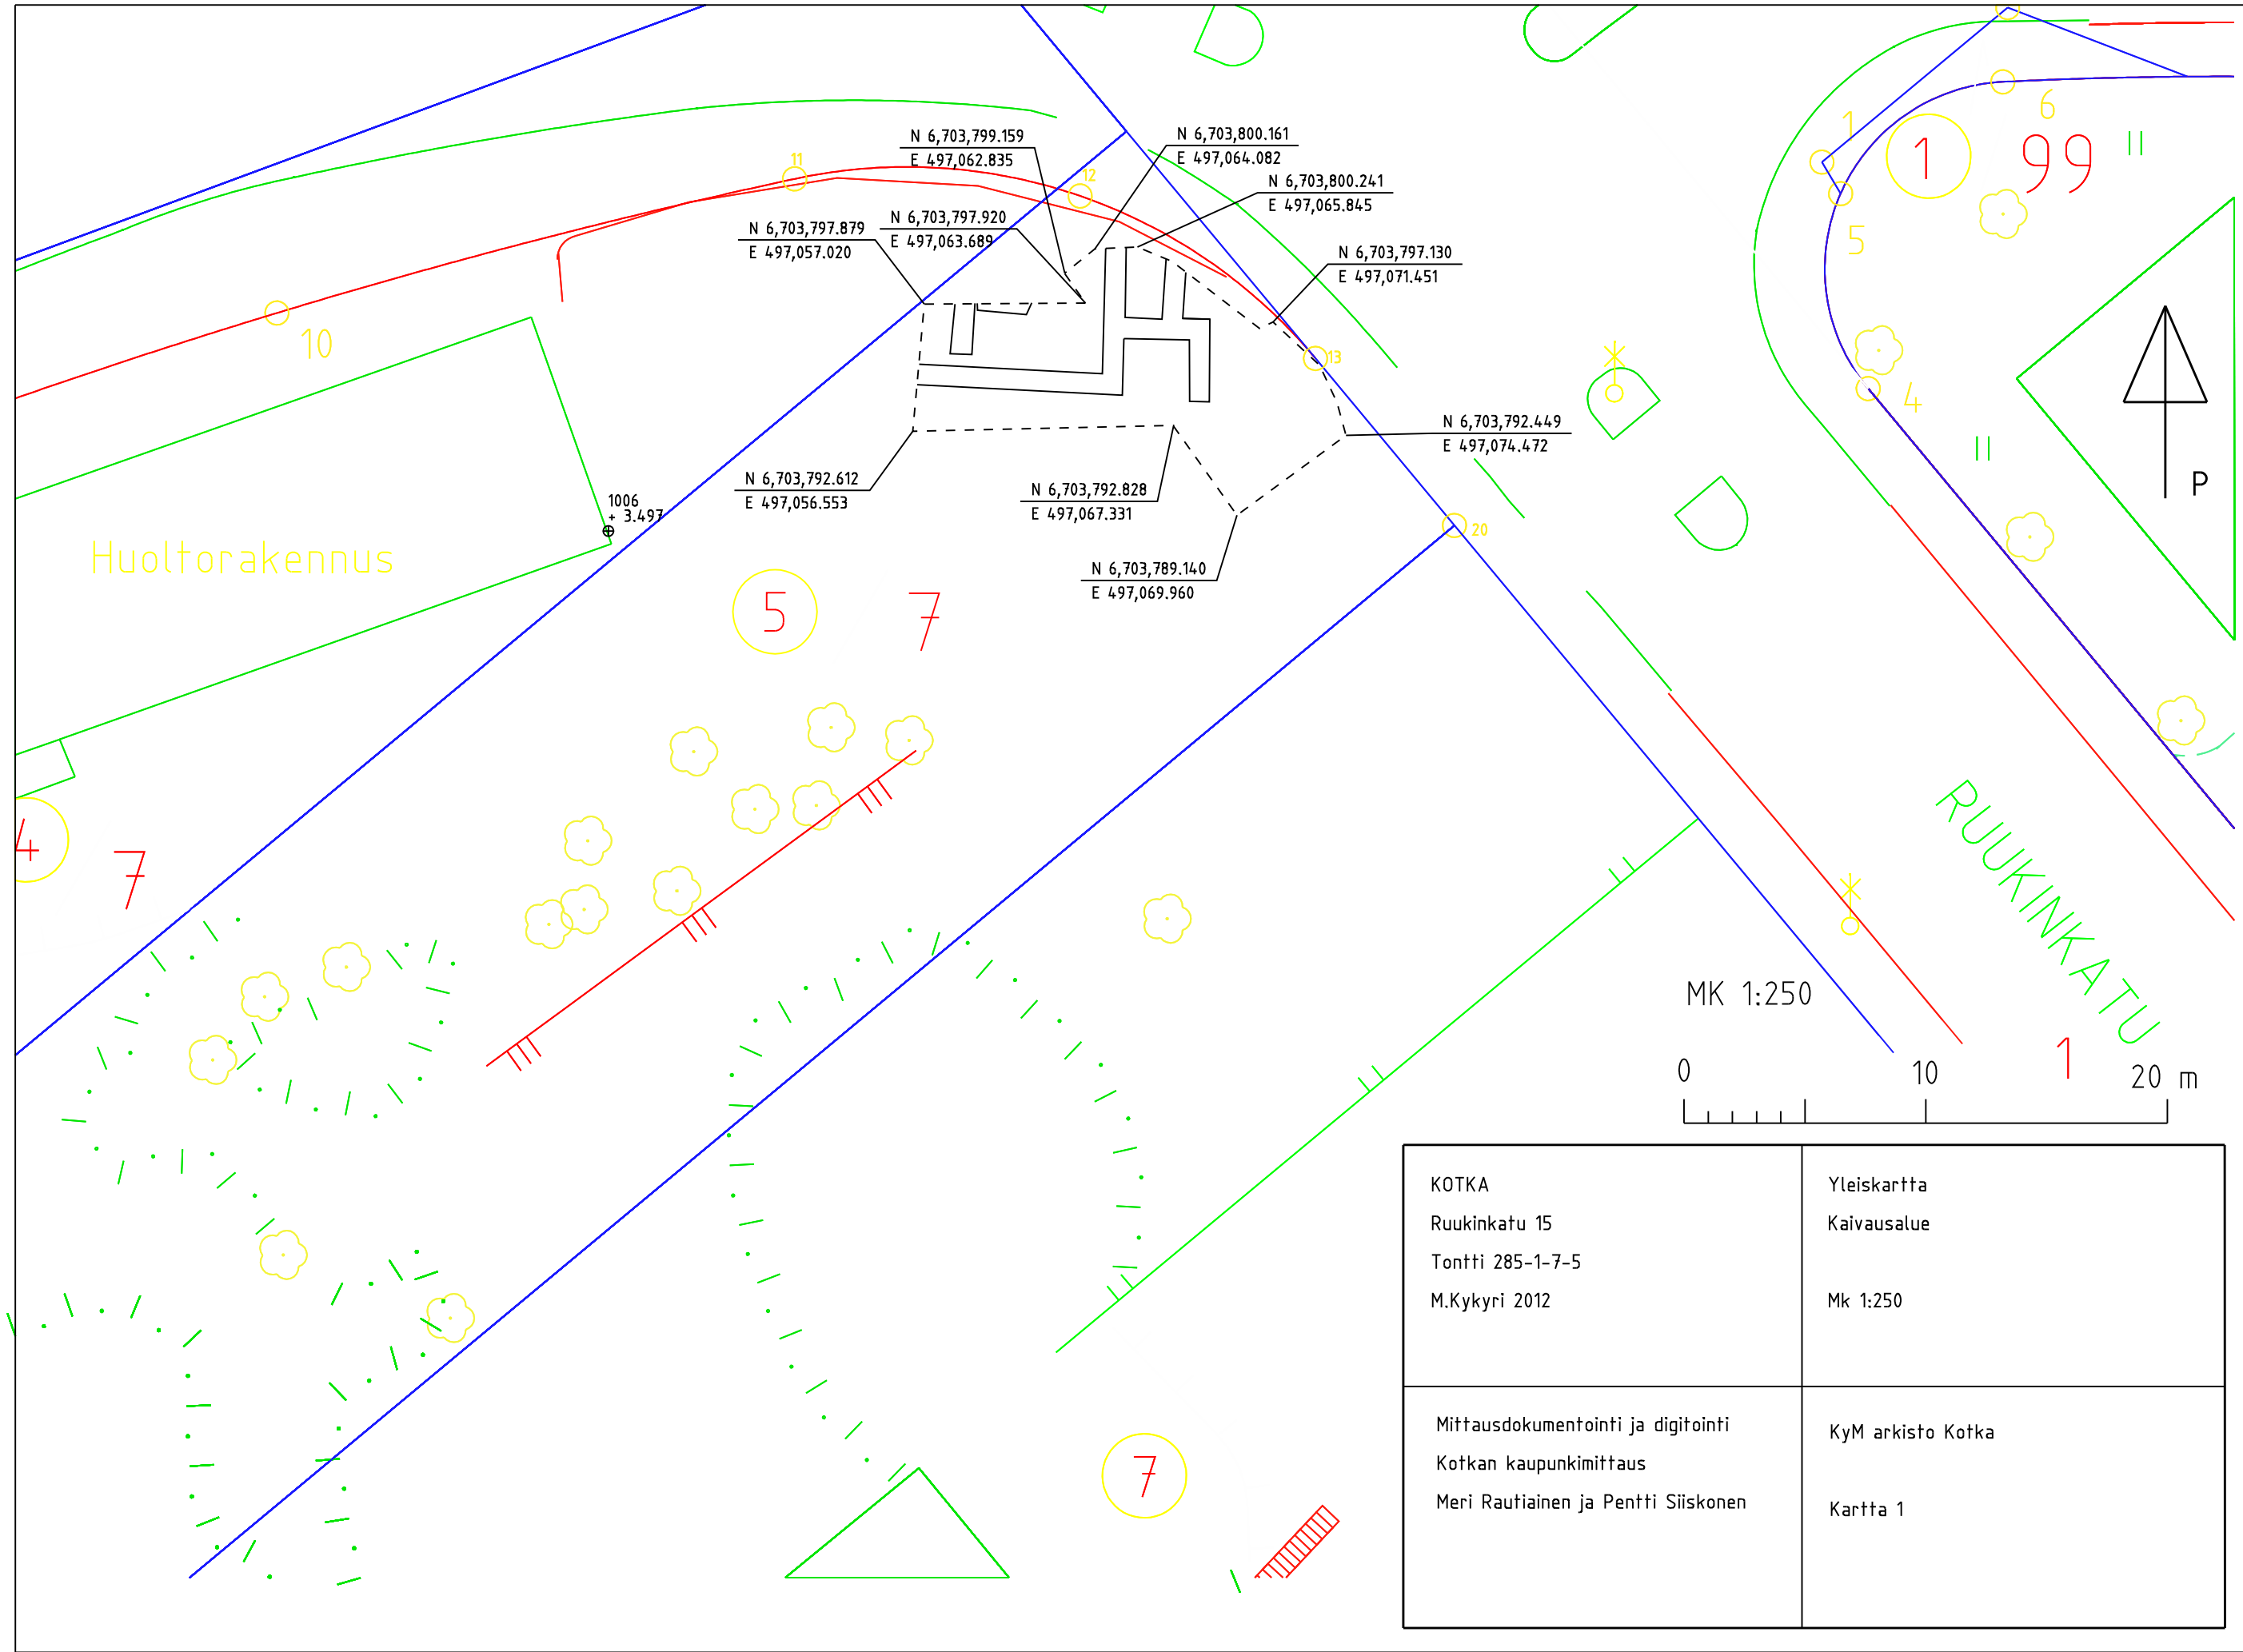 N 6,703,799.159
E 497,062.835
N 6,703,800.161
E 497,064.082
N 6,703,800.241
E 497,065.845
N 6,703,797.879
E 497,057.020
N 6,703,797.920
E 497,063.689
N 6,703,797.130
E 497,071.451
N 6,703,792.449
E 497,074.472
N 6,703,792.612
E 497,056.553
N 6,703,792.828
E 497,067.331
N 6,703,789.140
E 497,069.960
11
12
13
20
10
1
6
1 99
5
4
P
1006
+ 3.497
Huoltorakennus
5 7
4 7
RUUKINKATU
1
MK 1:250
0 10 20 m
7
KOTKA
Ruukinkatu 15
Tontti 285-1-7-5
M.Kykyri 2012
Yleiskartta
Kaivausalue
Mk 1:250
Mittausdokumentointi ja digitointi
Kotkan kaupunkimittaus
Meri Rautiainen ja Pentti Siiskonen
KyM arkisto Kotka
Kartta 1